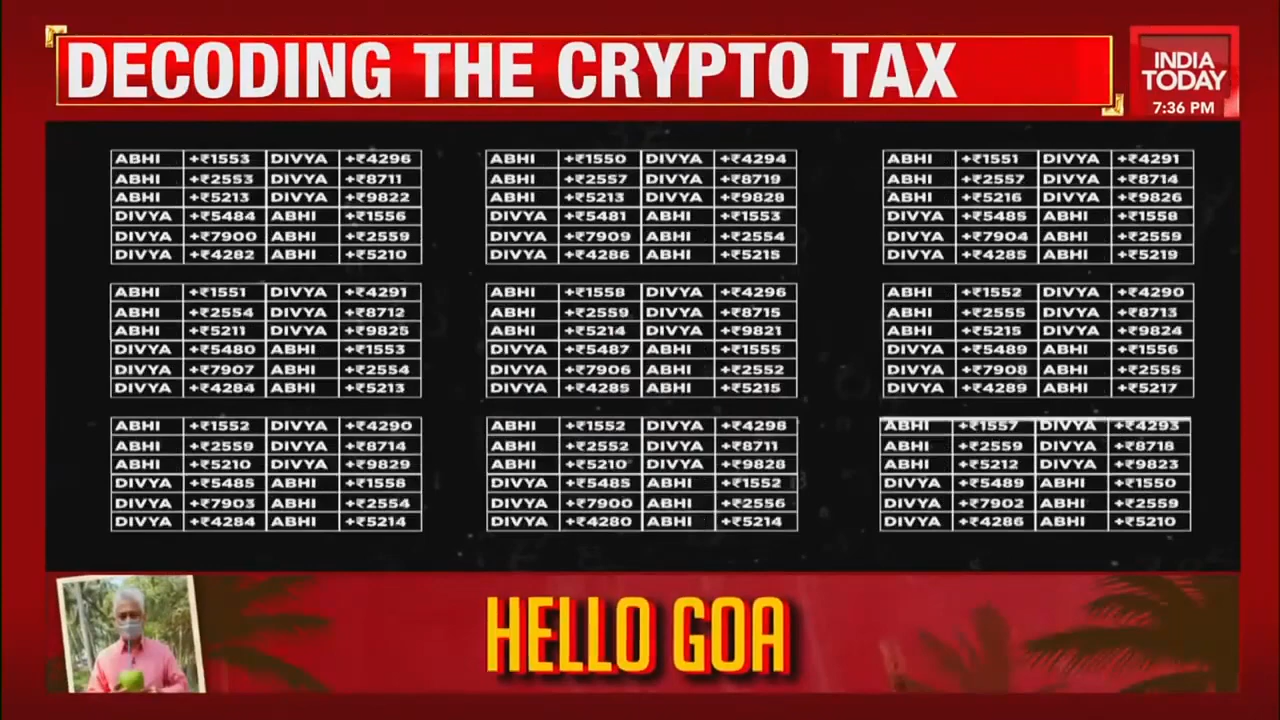 DECODING THE CRYPTO TAX
INDIA
TODAY
7:36 PM
ABHI +₹1553 DIVYA +₹4296
ABHI +₹2553 DIVYA +₹8711
ABHI +₹5213 DIVYA +₹9822
DIVYA +₹5484 ABHI +₹1556
DIVYA +₹7900 ABHI +₹2559
DIVYA +₹4282 ABHI +₹5210
ABHI +₹1550 DIVYA +₹4294
ABHI +₹2557 DIVYA +₹8719
ABHI +₹5213 DIVYA +₹9828
DIVYA +₹5481 ABHI +₹1553
DIVYA +₹7909 ABHI +₹2554
DIVYA +₹4286 ABHI +₹5215
ABHI +₹1551 DIVYA +₹4291
ABHI +₹2557 DIVYA +₹8714
ABHI +₹5216 DIVYA +₹9826
DIVYA +₹5485 ABHI +₹1558
DIVYA +₹7904 ABHI +₹2559
DIVYA +₹4285 ABHI +₹5219
ABHI +₹1551 DIVYA +₹4291
ABHI +₹2554 DIVYA +₹8712
ABHI +₹5211 DIVYA +₹9825
DIVYA +₹5480 ABHI +₹1553
DIVYA +₹7907 ABHI +₹2554
DIVYA +₹4284 ABHI +₹5213
ABHI +₹1558 DIVYA +₹4296
ABHI +₹2559 DIVYA +₹8715
ABHI +₹5214 DIVYA +₹9821
DIVYA +₹5487 ABHI +₹1555
DIVYA +₹7906 ABHI +₹2552
DIVYA +₹4285 ABHI +₹5215
ABHI +₹1552 DIVYA +₹4290
ABHI +₹2555 DIVYA +₹8713
ABHI +₹5215 DIVYA +₹9824
DIVYA +₹5489 ABHI +₹1556
DIVYA +₹7908 ABHI +₹2555
DIVYA +₹4289 ABHI +₹5217
ABHI +₹1552 DIVYA +₹4290
ABHI +₹2559 DIVYA +₹8714
ABHI +₹5210 DIVYA +₹9829
DIVYA +₹5485 ABHI +₹1558
DIVYA +₹7903 ABHI +₹2554
DIVYA +₹4284 ABHI +₹5214
ABHI +₹1552 DIVYA +₹4298
ABHI +₹2552 DIVYA +₹8711
ABHI +₹5210 DIVYA +₹9828
DIVYA +₹5485 ABHI +₹1552
DIVYA +₹7900 ABHI +₹2556
DIVYA +₹4280 ABHI +₹5214
ABHI +₹1557 DIVYA +₹4293
ABHI +₹2559 DIVYA +₹8718
ABHI +₹5212 DIVYA +₹9823
DIVYA +₹5489 ABHI +₹1550
DIVYA +₹7902 ABHI +₹2559
DIVYA +₹4286 ABHI +₹5210
HELLO GOA